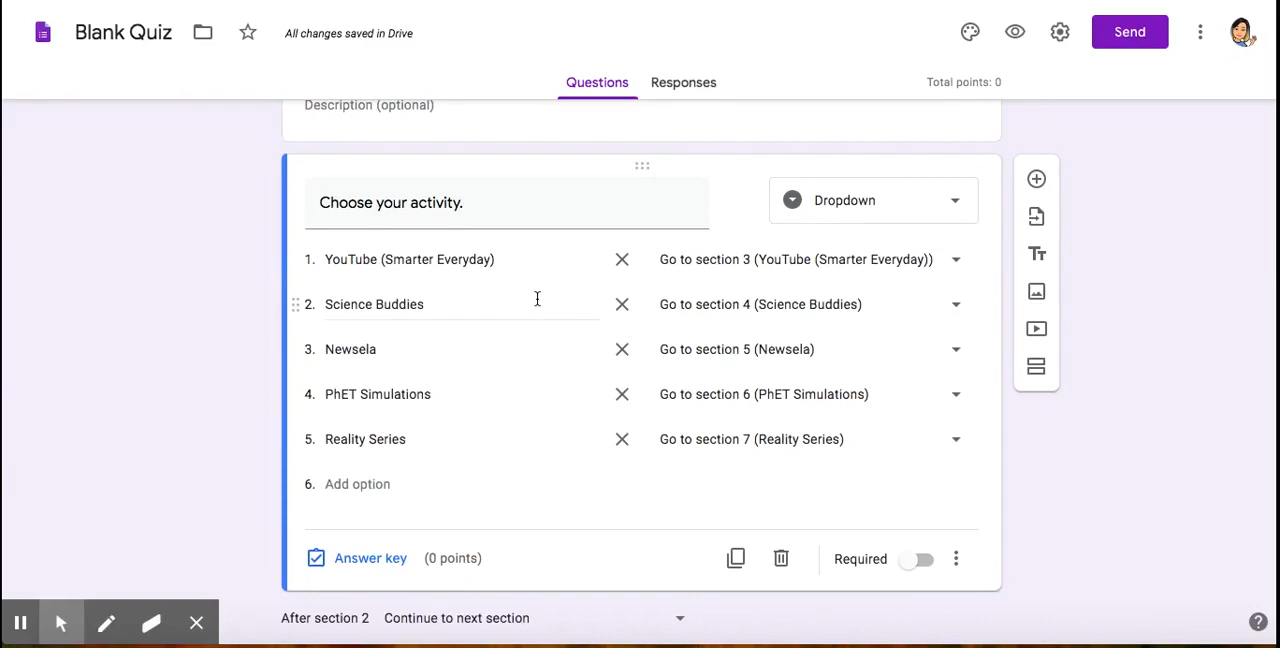 Blank Quiz
All changes saved in Drive
Send
Questions
Responses
Total points: 0
Description (optional)
Choose your activity.
Dropdown
1. YouTube (Smarter Everyday)
Go to section 3 (YouTube (Smarter Everyday))
2. Science Buddies
Go to section 4 (Science Buddies)
3. Newsela
Go to section 5 (Newsela)
4. PhET Simulations
Go to section 6 (PhET Simulations)
5. Reality Series
Go to section 7 (Reality Series)
6. Add option
Answer key (0 points)
Required
After section 2 Continue to next section